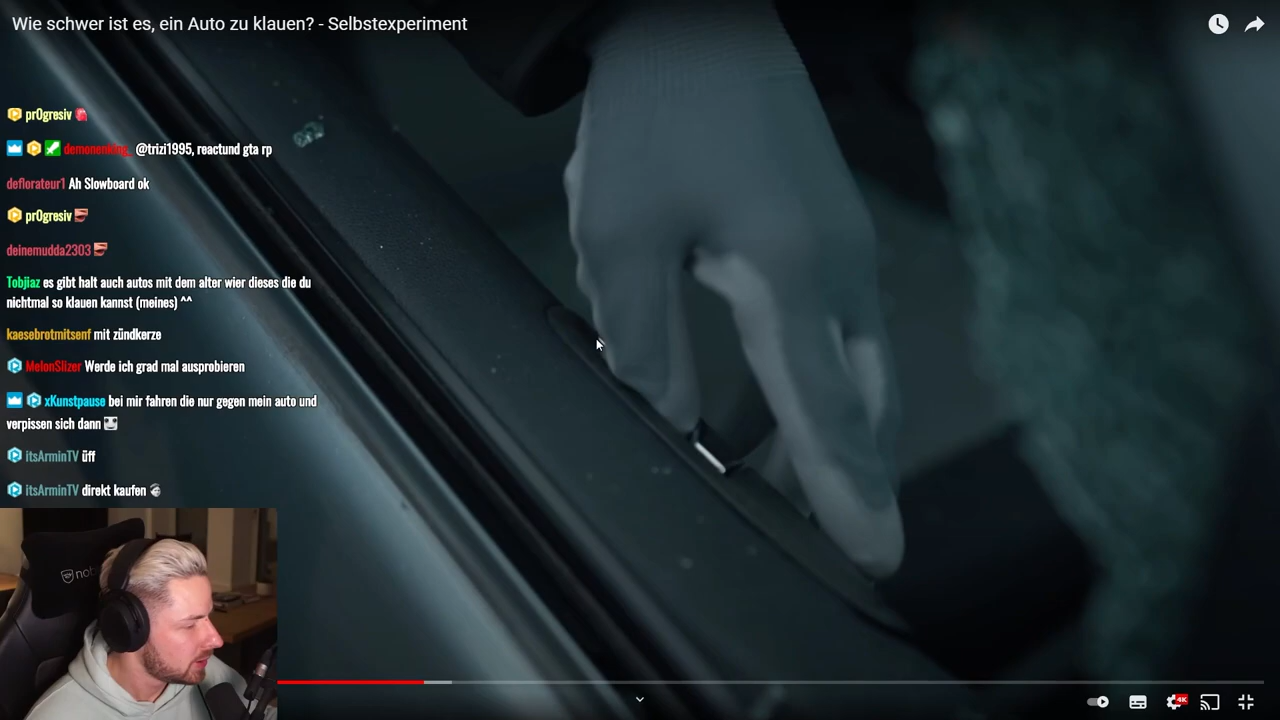 Wie schwer ist es, ein Auto zu klauen? - Selbstexperiment
pr0gresiv
demonenking_ @trizi1995, reactund gta rp
deflorateur1 Ah Slowboard ok
pr0gresiv
deinemudda2303
Tobjiaz es gibt halt auch autos mit dem alter wier dieses die du
nichtmal so klauen kannst (meines) ^^
kaesebrotmitsenf mit zündkerze
MelonSlizer Werde ich grad mal ausprobieren
xKunstpause bei mir fahren die nur gegen mein auto und
verpissen sich dann
itsArminTV üff
itsArminTV direkt kaufen
4K